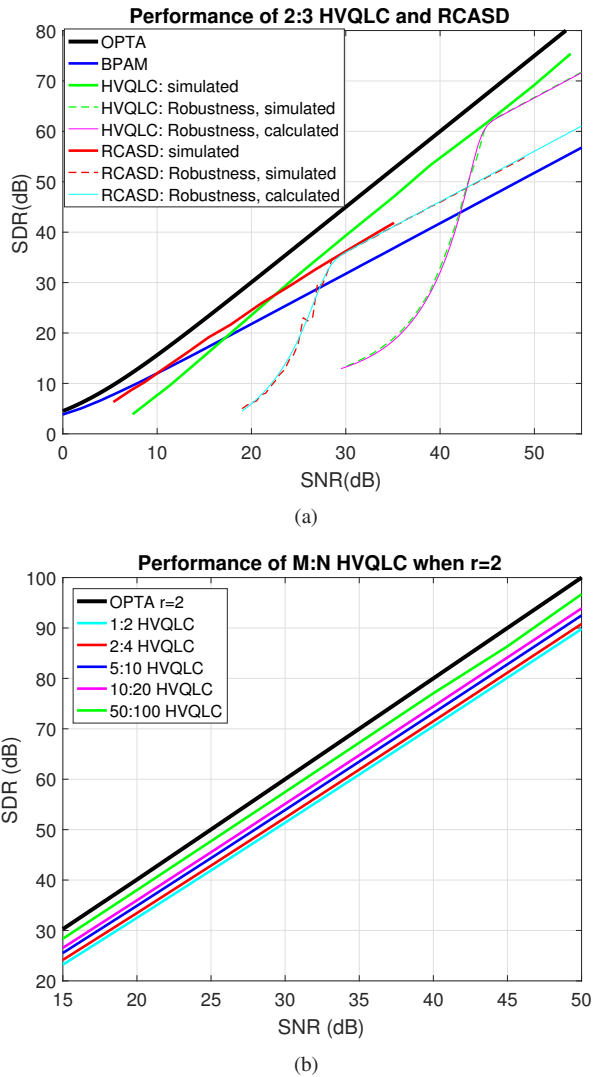 Performance of 2:3 HVQLC and RCASD
80
70
60
50
40
30
20
10
0
SDR(dB)
OPTA
BPAM
HVQLC: simulated
HVQLC: Robustness, simulated
HVQLC: Robustness, calculated
RCASD: simulated
RCASD: Robustness, simulated
RCASD: Robustness, calculated
0 10 20 30 40 50
SNR(dB)
(a)
Performance of M:N HVQLC when r=2
100
90
80
70
60
50
40
30
20
SDR (dB)
OPTA r=2
1:2 HVQLC
2:4 HVQLC
5:10 HVQLC
10:20 HVQLC
50:100 HVQLC
15 20 25 30 35 40 45 50
SNR (dB)
(b)